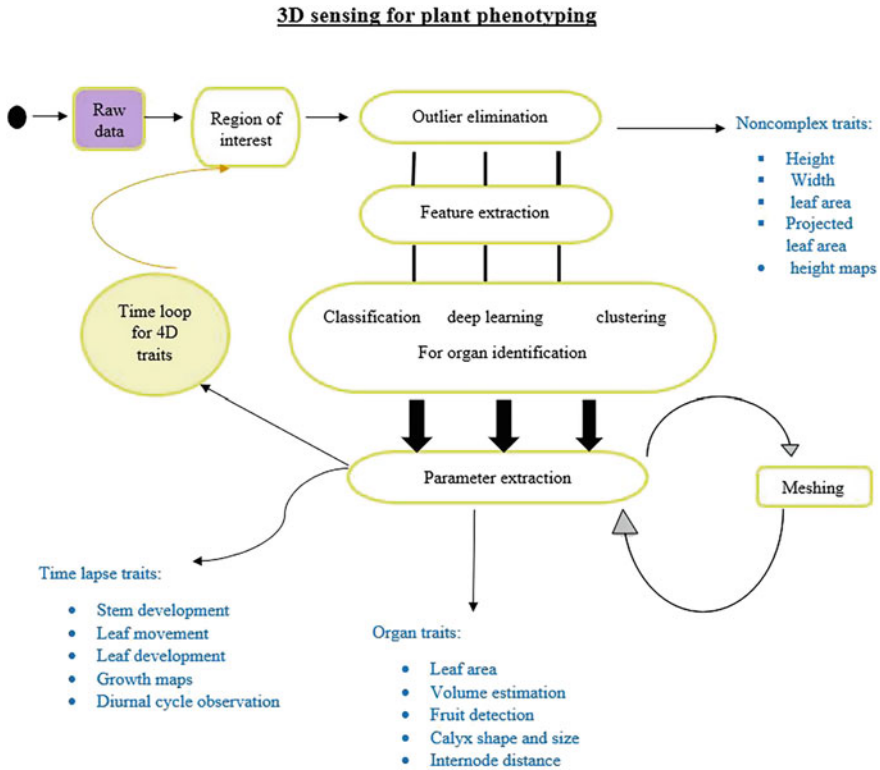 3D sensing for plant phenotyping
Raw
data
Region of
interest
Outlier elimination
Noncomplex traits:
Height
Width
leaf area
Projected
leaf area
height maps
Feature extraction
Classification deep learning clustering
For organ identification
Time loop
for 4D
traits
Parameter extraction
Meshing
Time lapse traits:
Stem development
Leaf movement
Leaf development
Growth maps
Diurnal cycle observation
Organ traits:
Leaf area
Volume estimation
Fruit detection
Calyx shape and size
Internode distance